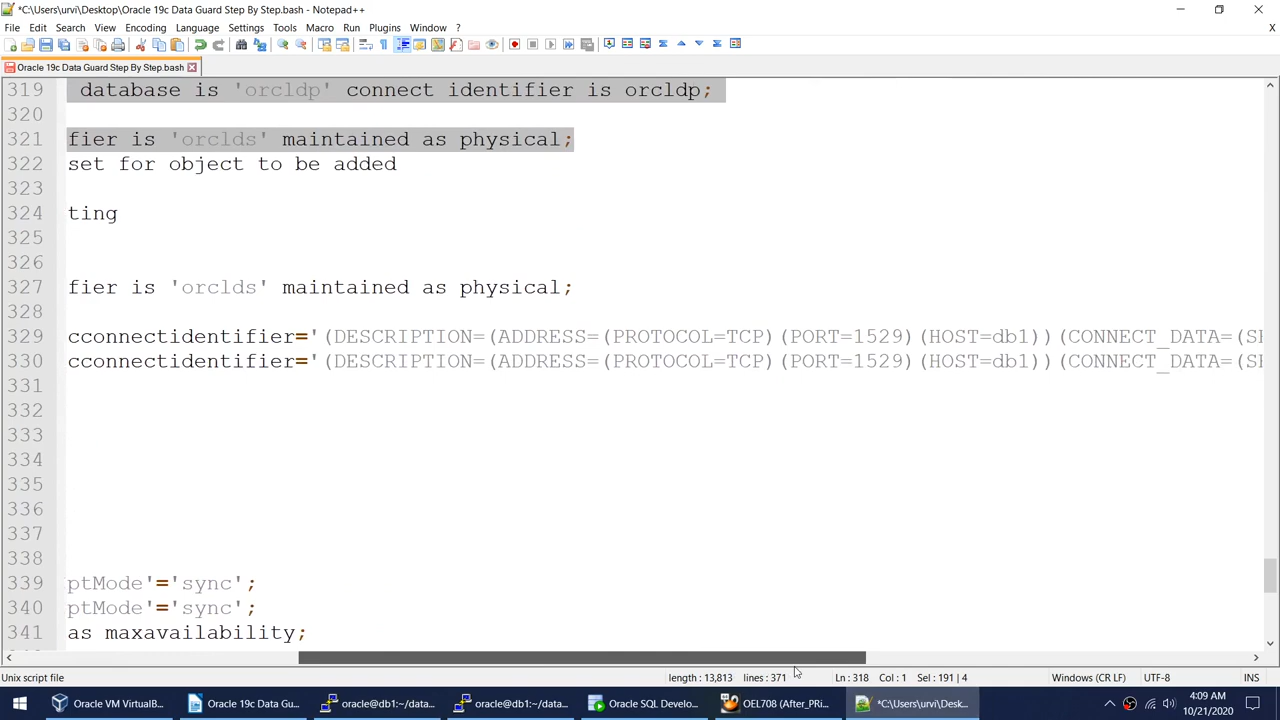 *C:\Users\urvi\Desktop\Oracle 19c Data Guard Step By Step.bash - Notepad++
File Edit Search View Encoding Language Settings Tools Macro Run Plugins Window ? X
Oracle 19c Data Guard Step By Step.bash
319 database is 'orcldp' connect identifier is orcldp;
320
321 fier is 'orclds' maintained as physical;
322 set for object to be added
323
324 ting
325
326
327 fier is 'orclds' maintained as physical;
328
329 cconnectidentifier='(DESCRIPTION=(ADDRESS=(PROTOCOL=TCP)(PORT=1529)(HOST=db1))(CONNECT_DATA=(
330 cconnectidentifier='(DESCRIPTION=(ADDRESS=(PROTOCOL=TCP)(PORT=1529)(HOST=db1))(CONNECT_DATA=(
331
332
333
334
335
336
337
338
339 ptMode'='sync';
340 ptMode'='sync';
341 as maxavailability;
Unix script file length : 13,813 lines : 371 Ln : 318 Col : 1 Sel : 191 | 4 Windows (CR LF) UTF-8 INS
Oracle VM VirtualB... Oracle 19c Data Gu... oracle@db1:~/data... oracle@db1:~/data... Oracle SQL Develo... OEL708 (After_PRi... *C:\Users\urvi\Desk... 4:09 AM
10/21/2020